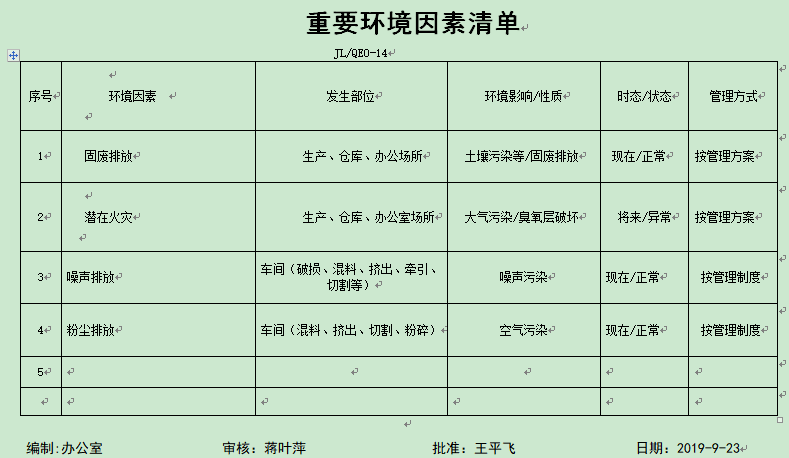 重要环境因素清单
JL/QEO-14
序号 环境因素 发生部位 环境影响/性质 时态/状态 管理方式
1 固废排放 生产、仓库、办公场所 土壤污染等/固废排放 现在/正常 按管理方案
2 潜在火灾 生产、仓库、办公室场所 大气污染/臭氧层破坏 将来/异常 按管理方案
3 噪声排放 车间（破损、混料、挤出、牵引、
切割等） 噪声污染 现在/正常 按管理制度
4 粉尘排放 车间（混料、挤出、切割、粉碎） 空气污染 现在/正常 按管理制度
5
编制:办公室 审核：蒋叶萍 批准：王平飞 日期：2019-9-23